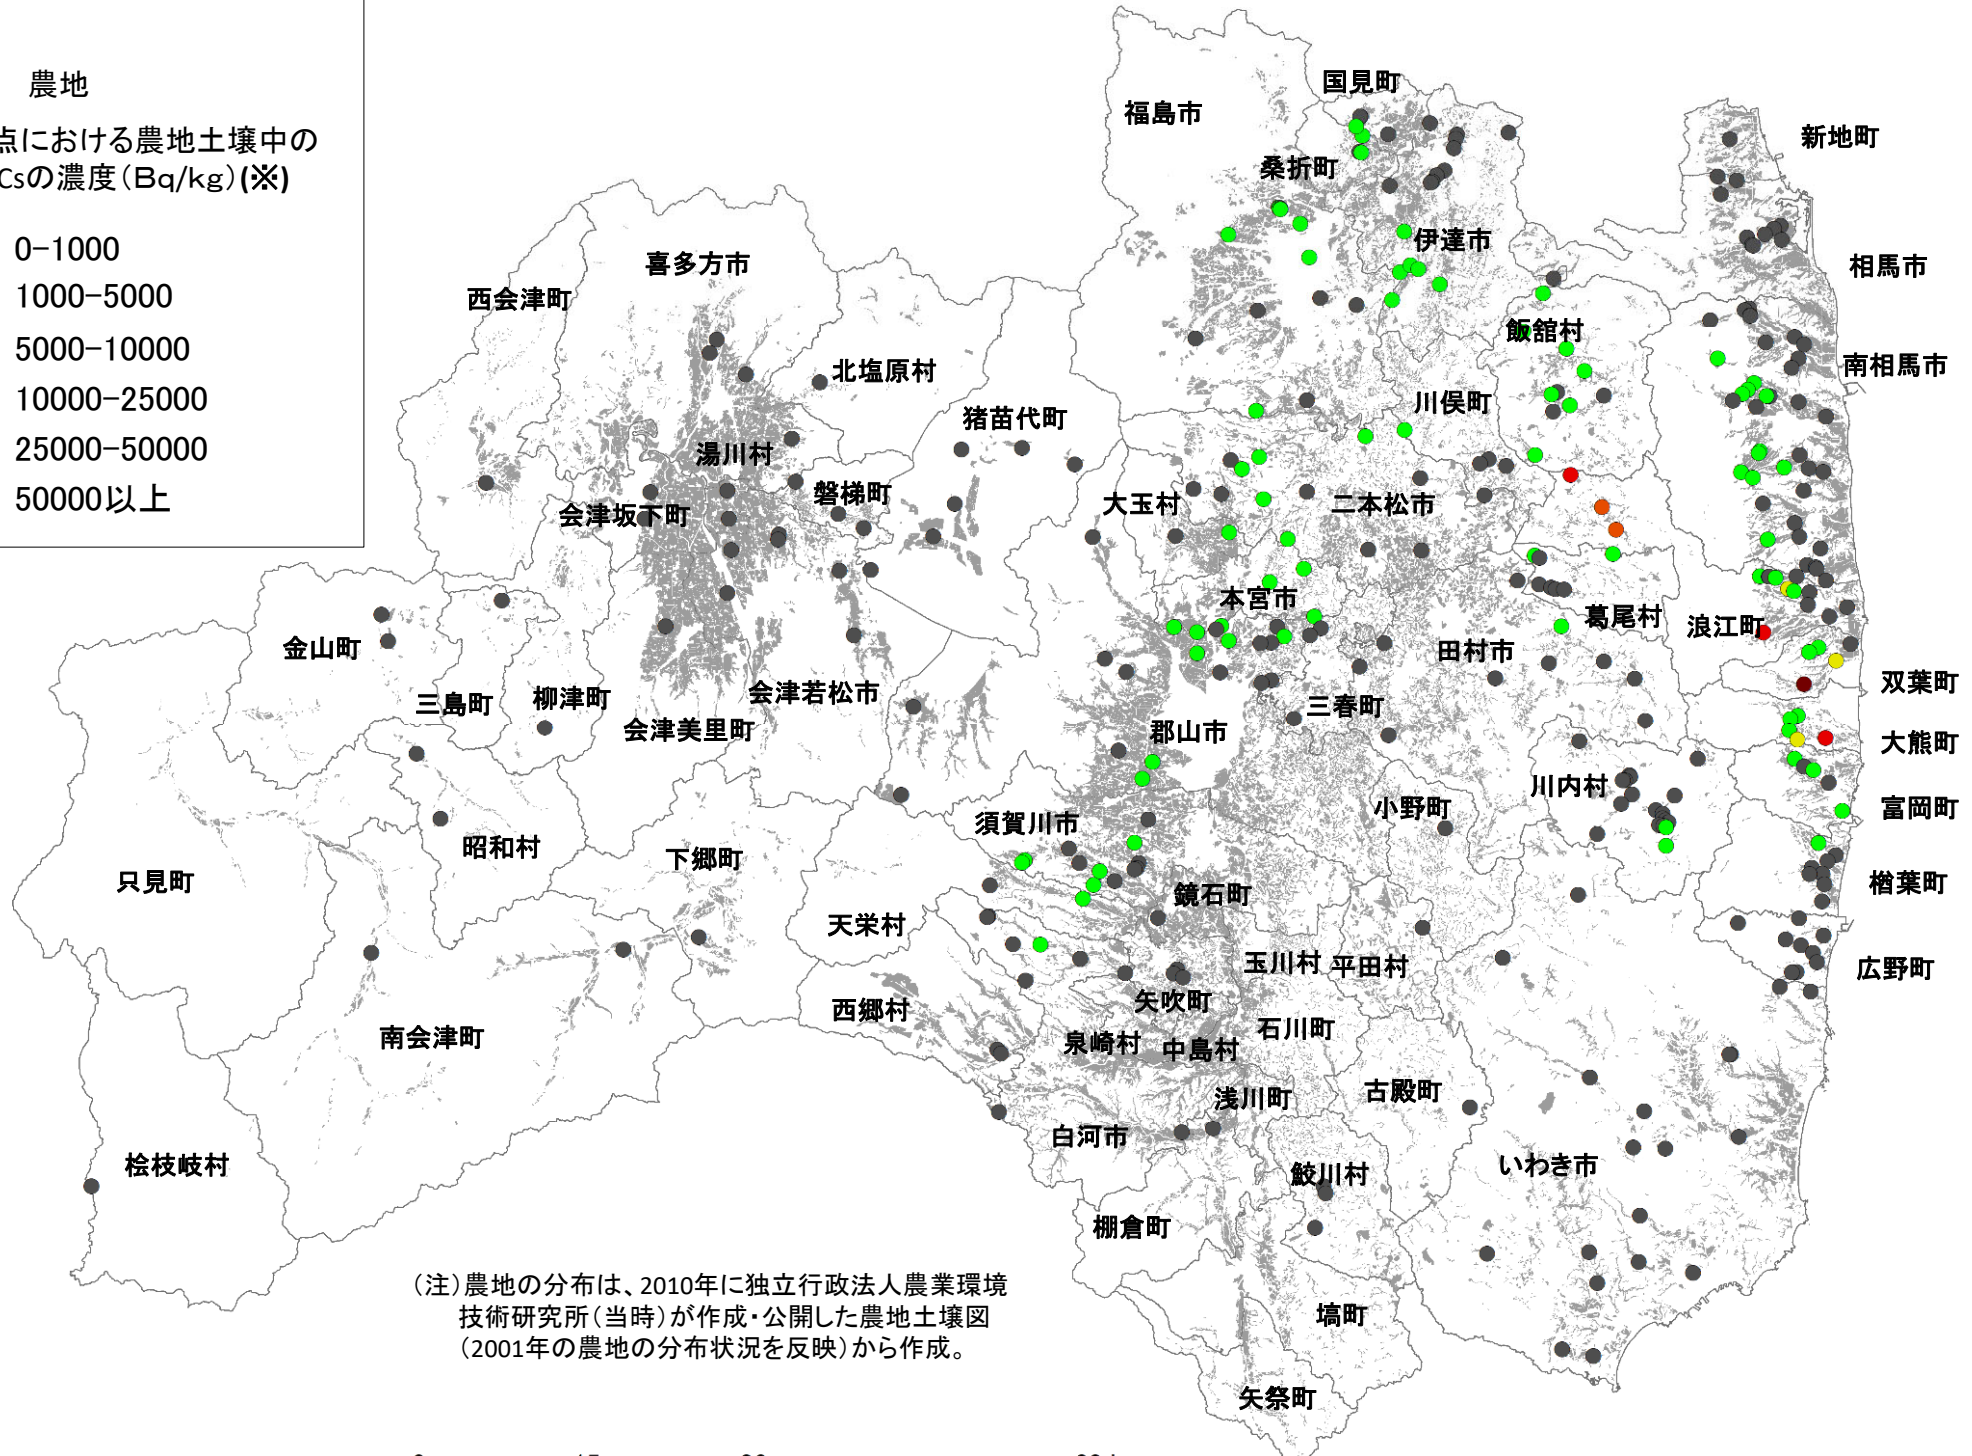 農地
点における農地土壌中の
Csの濃度（Bq/kg）(※)
0−1000
1000−5000
5000−10000
10000−25000
25000−50000
50000以上
国見町
福島市
新地町
桑折町
伊達市
相馬市
喜多方市
西会津町
飯舘村
南相馬市
北塩原村
川俣町
猪苗代町
湯川村
磐梯町
大玉村
二本松市
会津坂下町
本宮市
葛尾村
浪江町
金山町
田村市
双葉町
三島町
柳津町
会津若松市
三春町
会津美里町
郡山市
大熊町
川内村
富岡町
小野町
須賀川市
昭和村
下郷町
只見町
楢葉町
鏡石町
天栄村
玉川村
平田村
広野町
西郷村
矢吹町
石川町
南会津町
泉崎村
中島村
古殿町
浅川町
白河市
桧枝岐村
いわき市
鮫川村
棚倉町
（注）農地の分布は、2010年に独立行政法人農業環境
技術研究所（当時）が作成・公開した農地土壌図
（2001年の農地の分布状況を反映）から作成。
塙町
矢祭町